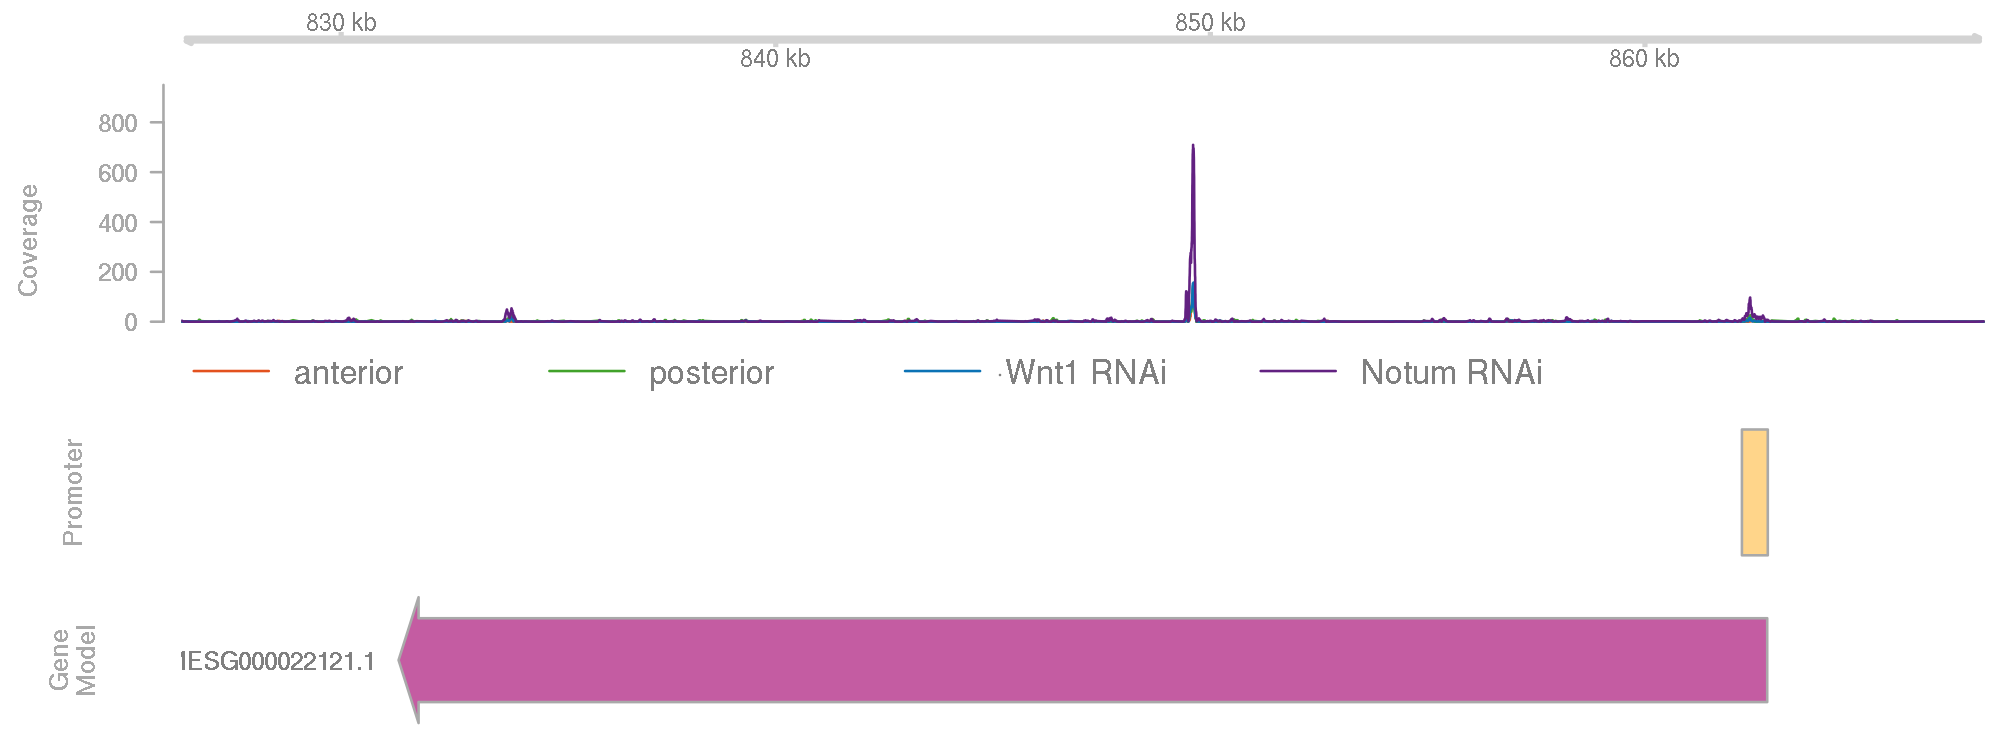 830 kb 850 kb
840 kb 860 kb
800
600
400
200
0
Coverage
anterior posterior Wnt1 RNAi Notum RNAi
Promoter
Gene
Model
ESG000022121.1